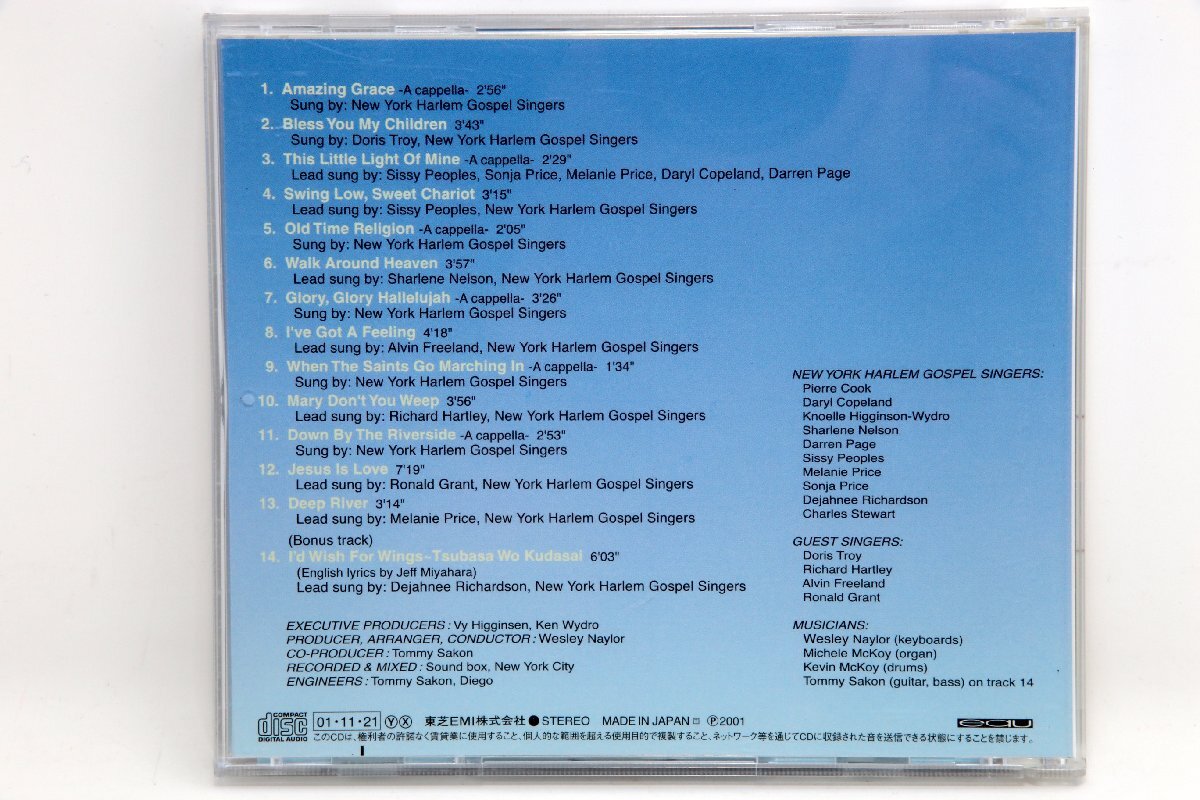 1. Amazing Grace -A cappella- 2'56"
Sung by: New York Harlem Gospel Singers
2. Bless You My Children 3'43"
Sung by: Doris Troy, New York Harlem Gospel Singers
3. This Little Light Of Mine -A cappella- 2'29"
Lead sung by: Sissy Peoples, Sonja Price, Melanie Price, Daryl Copeland, Darren Page
4. Swing Low, Sweet Chariot 3'15"
Lead sung by: Sissy Peoples, New York Harlem Gospel Singers
5. Old Time Religion -A cappella- 2'05"
Sung by: New York Harlem Gospel Singers
6. Walk Around Heaven 3'57"
Lead sung by: Sharlene Nelson, New York Harlem Gospel Singers
7. Glory, Glory Hallelujah -A cappella- 3'26"
Sung by: New York Harlem Gospel Singers
8. I've Got A Feeling 4'18"
Lead sung by: Alvin Freeland, New York Harlem Gospel Singers
9. When The Saints Go Marching In -A cappella- 1'34"
Sung by: New York Harlem Gospel Singers
10. Mary Don't You Weep 3'56"
Lead sung by: Richard Hartley, New York Harlem Gospel Singers
11. Down By The Riverside -A cappella- 2'53"
Sung by: New York Harlem Gospel Singers
12. Jesus Is Love 7'19"
Lead sung by: Ronald Grant, New York Harlem Gospel Singers
13. Deep River 3'14"
Lead sung by: Melanie Price, New York Harlem Gospel Singers
(Bonus track)
14. I'd Wish For Wings~Tsubasa Wo Kudasai 6'03"
(English lyrics by Jeff Miyahara)
Lead sung by: Dejahnee Richardson, New York Harlem Gospel Singers
EXECUTIVE PRODUCERS : Vy Higginsen, Ken Wydro
PRODUCER, ARRANGER, CONDUCTOR : Wesley Naylor
CO-PRODUCER : Tommy Sakon
RECORDED & MIXED : Sound box, New York City
ENGINEERS : Tommy Sakon, Diego
NEW YORK HARLEM GOSPEL SINGERS:
Pierre Cook
Daryl Copeland
Knoelle Higginson-Wydro
Sharlene Nelson
Darren Page
Sissy Peoples
Melanie Price
Sonja Price
Dejahnee Richardson
Charles Stewart
GUEST SINGERS:
Doris Troy
Richard Hartley
Alvin Freeland
Ronald Grant
MUSICIANS:
Wesley Naylor (keyboards)
Michele McKoy (organ)
Kevin McKoy (drums)
Tommy Sakon (guitar, bass) on track 14
COMPACT disc DIGITAL AUDIO 01・11・21 Ⓨ Ⓧ 東芝EMI株式会社 ● STEREO MADE IN JAPAN ℗2001 eau
このCDは、権利者の許諾なく賃貸業に使用すること、個人的な範囲を超える使用目的で複製すること、ネットワーク等を通じてCDに収録された音を送信できる状態にすることを禁じます。